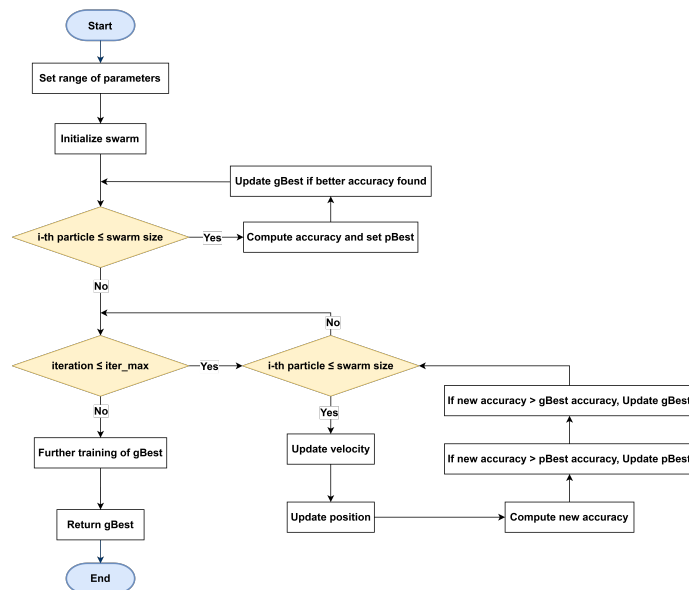 Start
Set range of parameters
Initialize swarm
Update gBest if better accuracy found
i-th particle ≤ swarm size
Yes
Compute accuracy and set pBest
No
No
iteration ≤ iter_max
Yes
i-th particle ≤ swarm size
If new accuracy > gBest accuracy, Update gBest
No
Yes
Further training of gBest
Update velocity
If new accuracy > pBest accuracy, Update pBest
Return gBest
Update position
Compute new accuracy
End